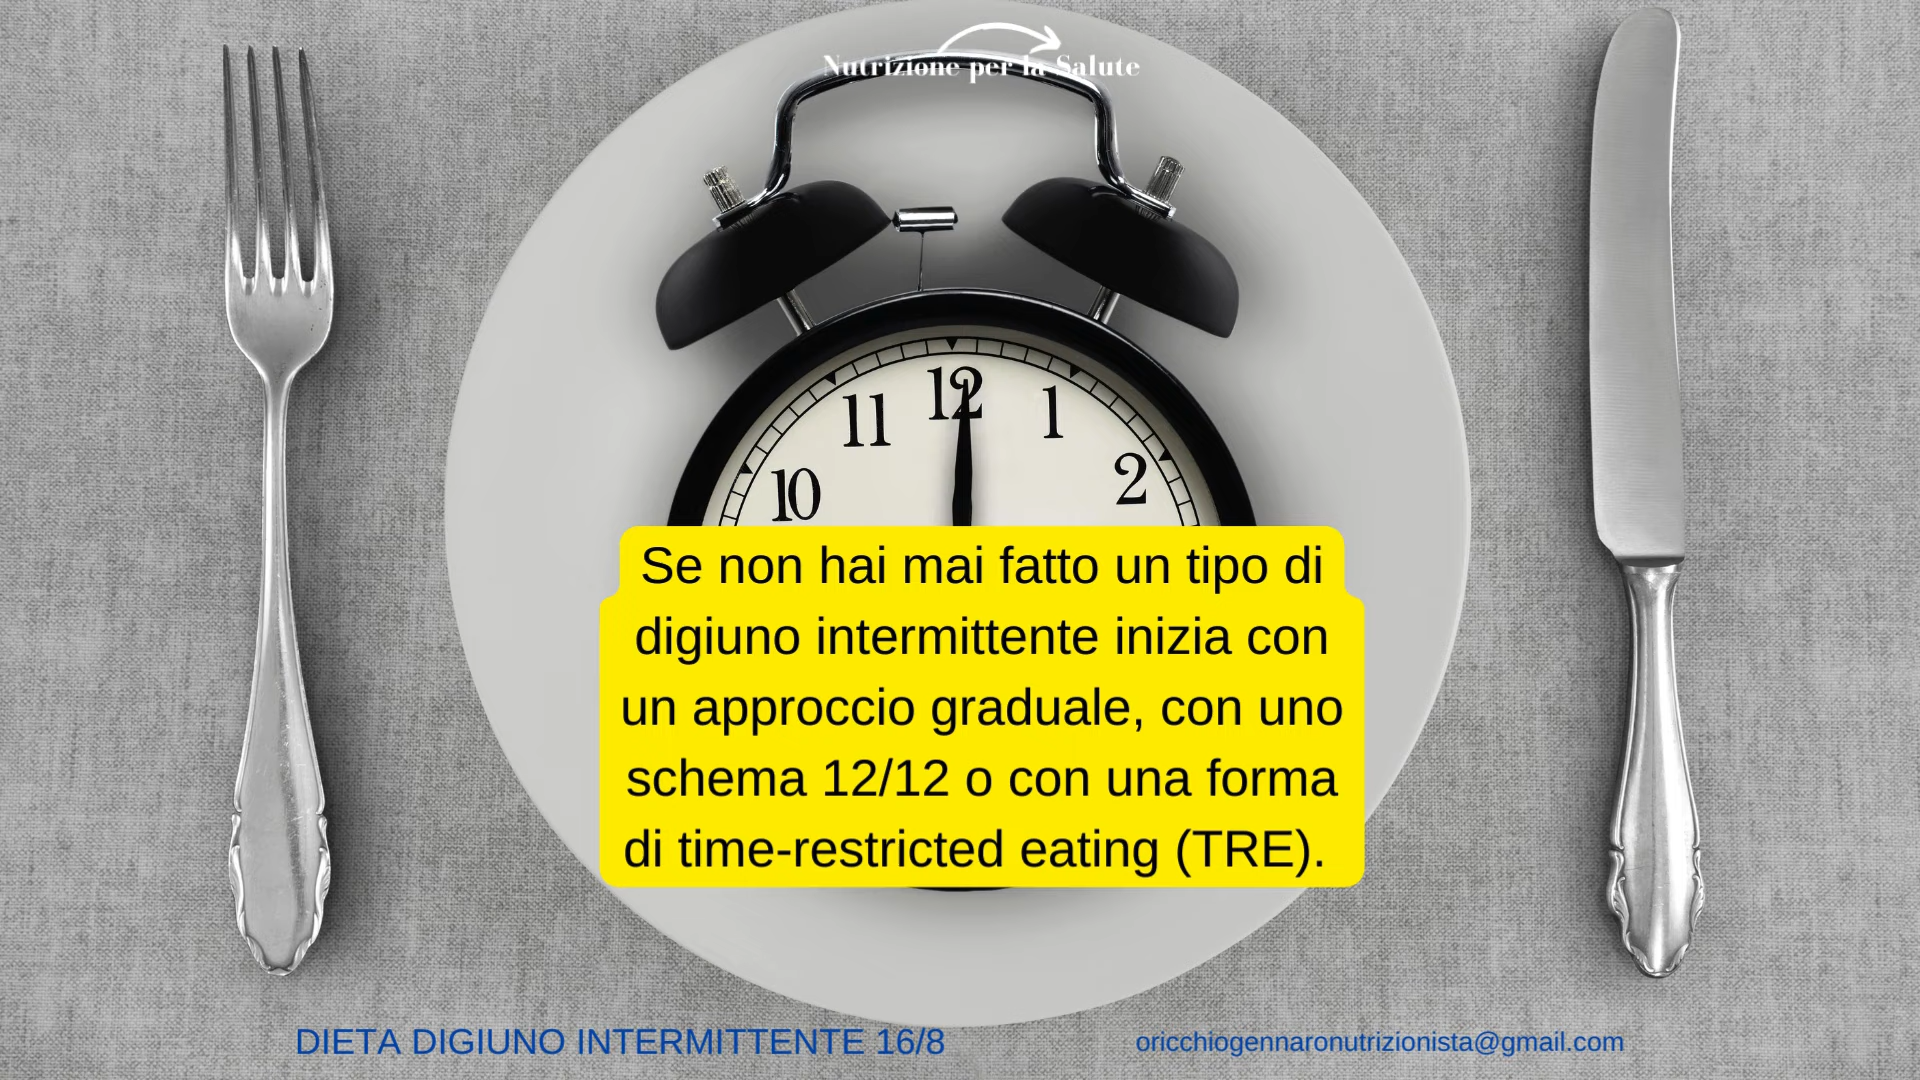 Nutrizione per la Salute
12
11
1
10
2
Se non hai mai fatto un tipo di
digiuno intermittente inizia con
un approccio graduale, con uno
schema 12/12 o con una forma
di time-restricted eating (TRE).
DIETA DIGIUNO INTERMITTENTE 16/8
oricchiogennaronutrizionista@gmail.com